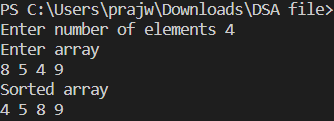 PS C:\Users\prajw\Downloads\DSA file>
Enter number of elements 4
Enter array
8 5 4 9
Sorted array
4 5 8 9